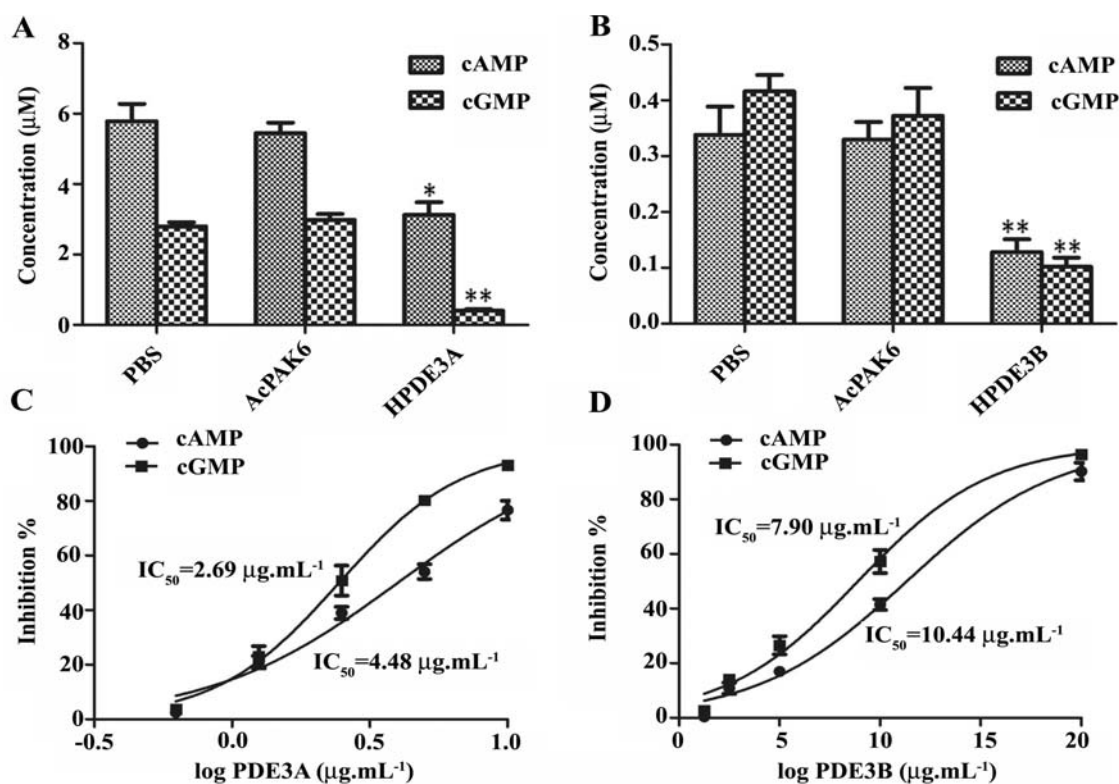 A
Concentration (μM)
8
6
4
2
0
cAMP
cGMP
*
**
PBS
AcPAK6
HPDE3A
B
Concentration (μM)
0.5
0.4
0.3
0.3
0.1
0.0
cAMP
cGMP
**
**
PBS
AcPAK6
HPDE3B
C
Inhibition %
100
80
60
40
20
0
cAMP
cGMP
IC50=2.69 μg.mL-1
IC50=4.48 μg.mL-1
-0.5
0.0
0.5
1.0
log PDE3A (μg.mL-1)
D
Inhibition %
100
80
60
40
20
0
cAMP
cGMP
IC50=7.90 μg.mL-1
IC50=10.44 μg.mL-1
0
5
10
15
20
log PDE3B (μg.mL-1)